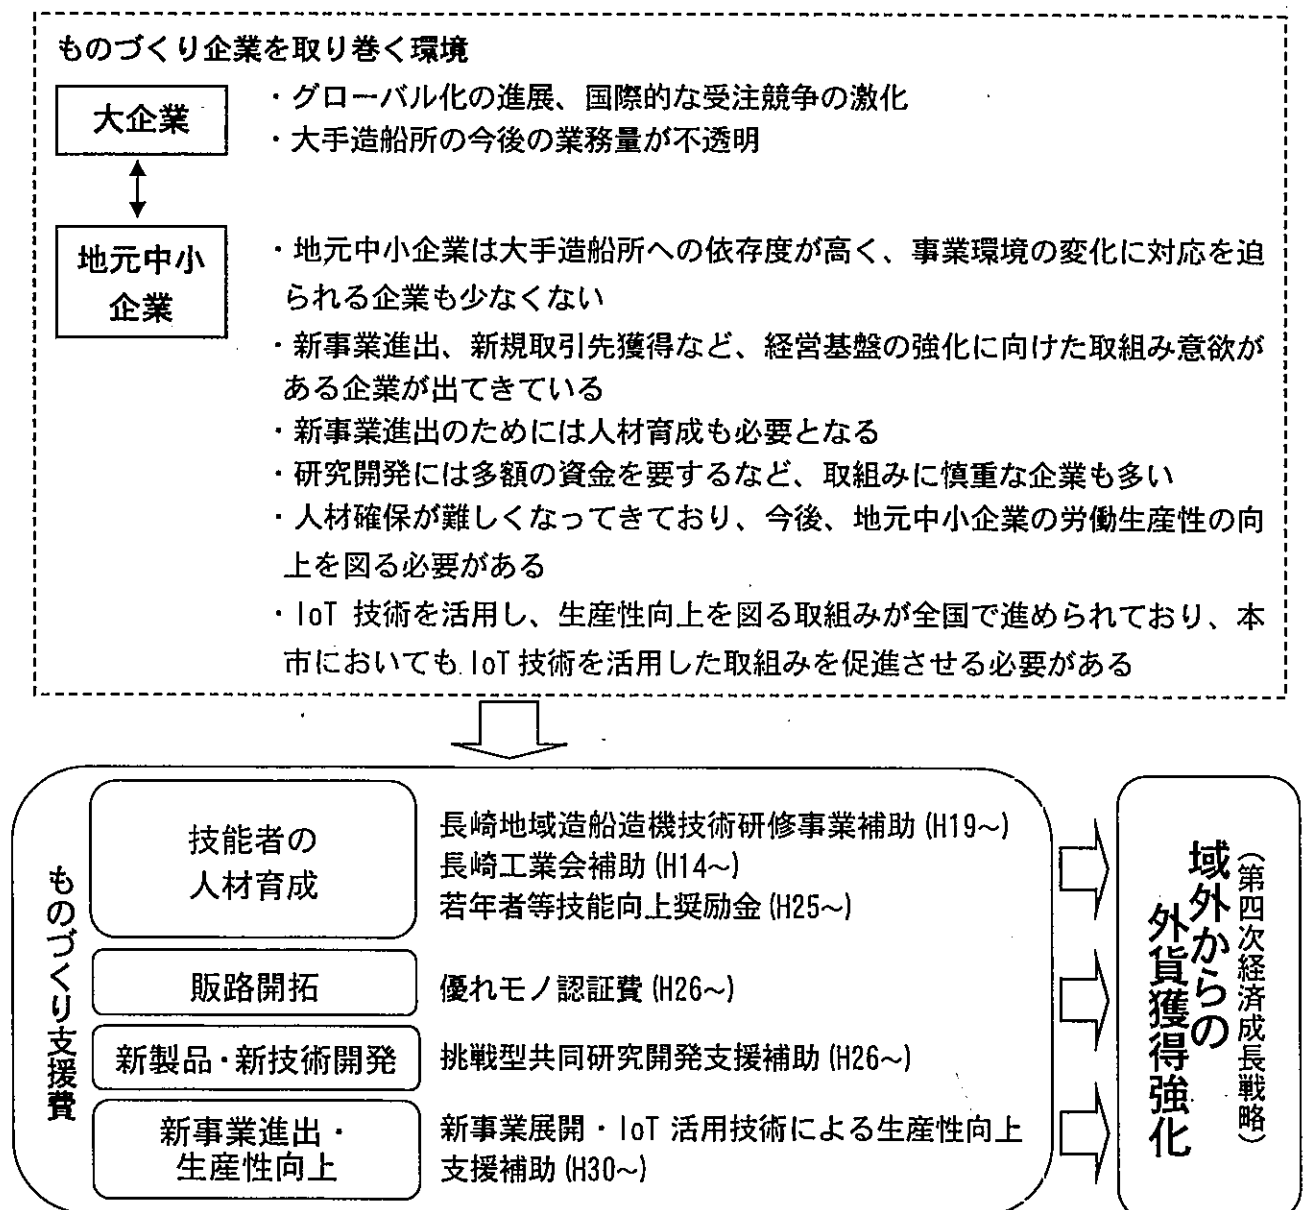 ものづくり企業を取り巻く環境
大企業
・グローバル化の進展、国際的な受注競争の激化
・大手造船所の今後の業務量が不透明
地元中小
企業
・地元中小企業は大手造船所への依存度が高く、事業環境の変化に対応を迫
られる企業も少なくない
・新事業進出、新規取引先獲得など、経営基盤の強化に向けた取組み意欲が
ある企業が出てきている
・新事業進出のためには人材育成も必要となる
・研究開発には多額の資金を要するなど、取組みに慎重な企業も多い
・人材確保が難しくなってきており、今後、地元中小企業の労働生産性の向
上を図る必要がある
・IoT 技術を活用し、生産性向上を図る取組みが全国で進められており、本
市においても IoT 技術を活用した取組みを促進させる必要がある
ものづくり支援費
技能者の
人材育成
長崎地域造船造機技術研修事業補助 (H19~)
長崎工業会補助 (H14~)
若年者等技能向上奨励金 (H25~)
販路開拓
優れモノ認証費 (H26~)
新製品・新技術開発
挑戦型共同研究開発支援補助 (H26~)
新事業進出・
生産性向上
新事業展開・IoT 活用技術による生産性向上
支援補助 (H30~)
(第四次経済成長戦略)
域外からの
外貨獲得強化